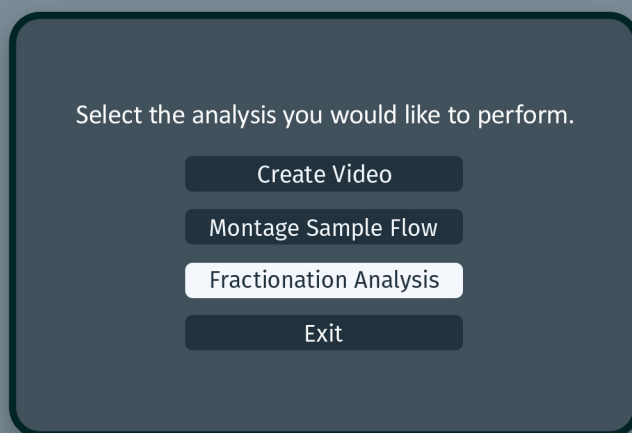 Select the analysis you would like to perform.
Create Video
Montage Sample Flow
Fractionation Analysis
Exit